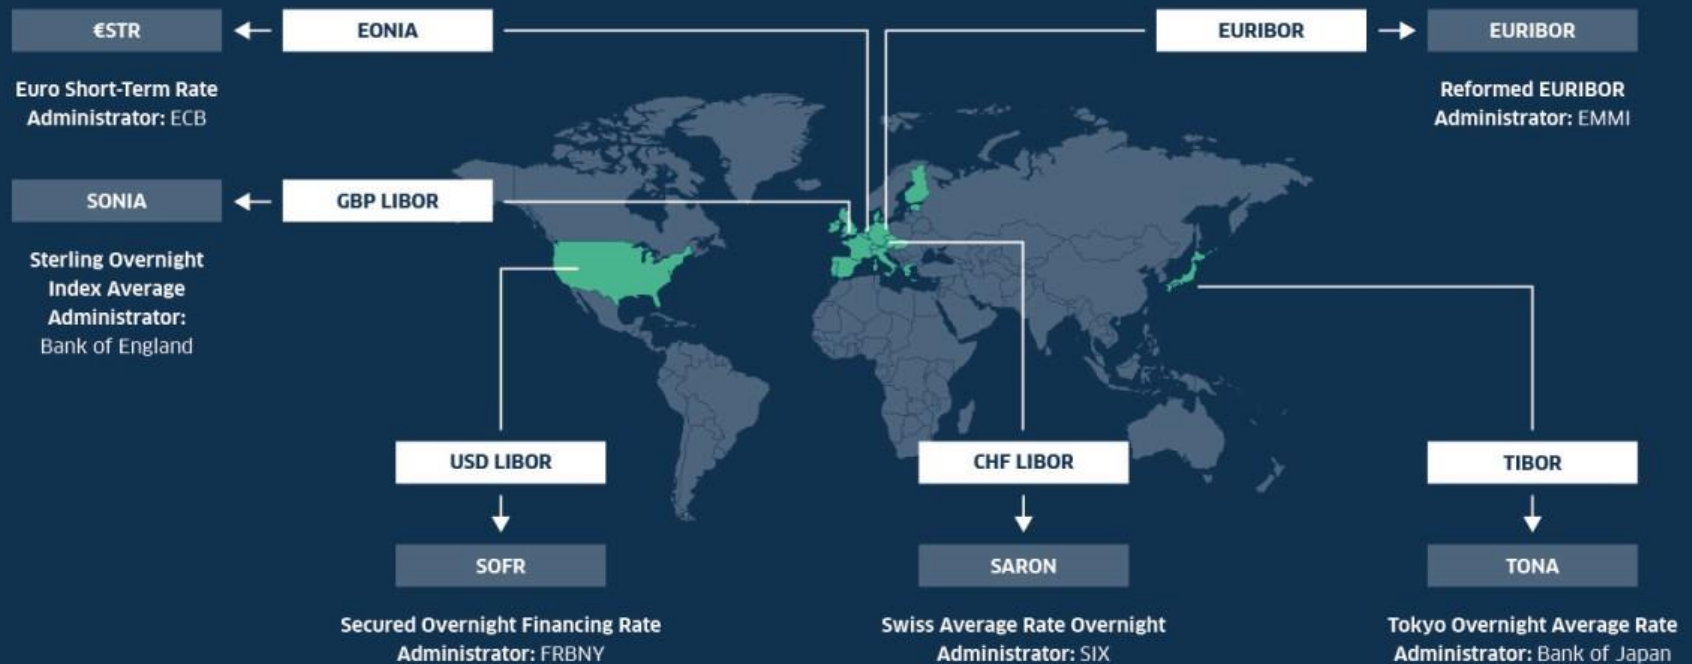 €STR
EONIA
EURIBOR
EURIBOR
Euro Short-Term Rate
Administrator: ECB
Reformed EURIBOR
Administrator: EMMI
SONIA
GBP LIBOR
Sterling Overnight
Index Average
Administrator:
Bank of England
USD LIBOR
CHF LIBOR
TIBOR
SOFR
SARON
TONA
Secured Overnight Financing Rate
Administrator: FRBNY
Swiss Average Rate Overnight
Administrator: SIX
Tokyo Overnight Average Rate
Administrator: Bank of Japan